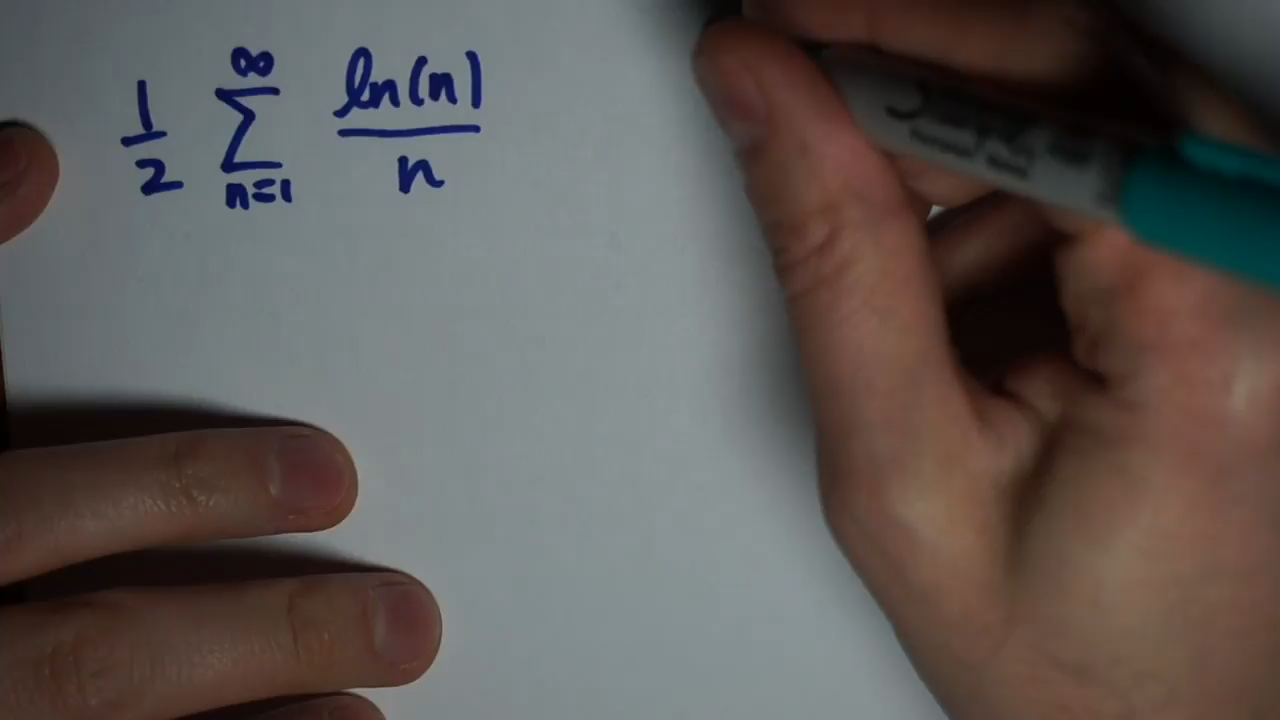 ½ ∑_{n=1}^{∞} ln(n)/n